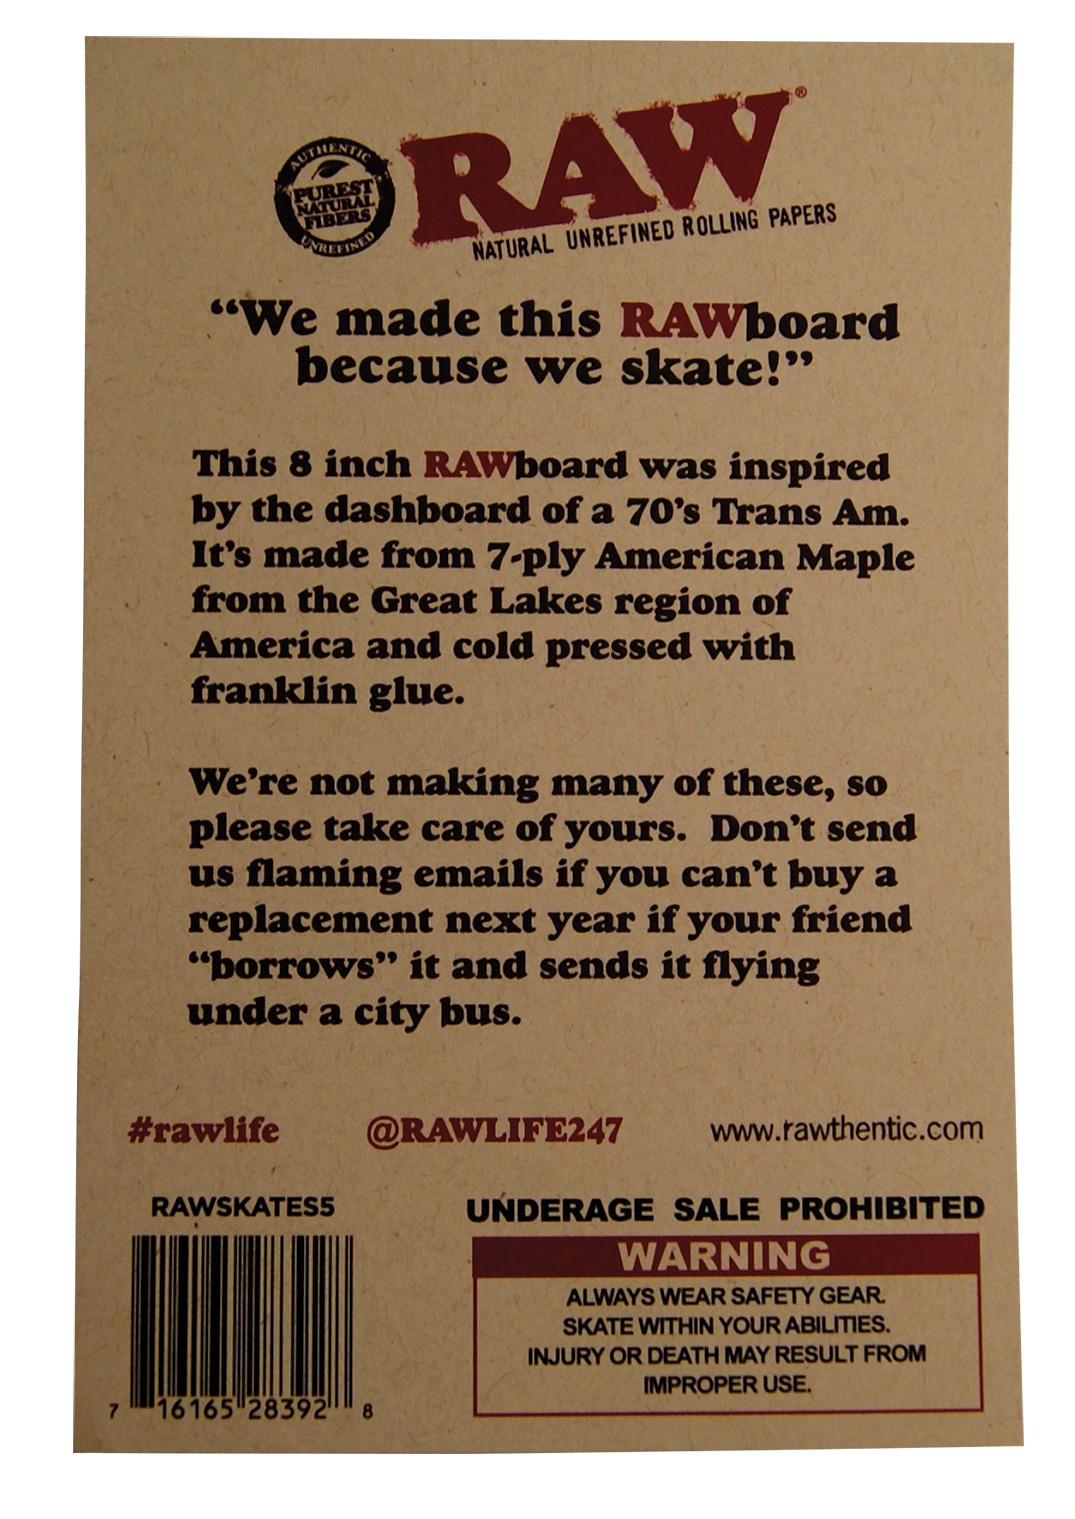 AUTHENTIC
PUREST
NATURAL
FIBERS
UNREFINED
RAW®
NATURAL UNREFINED ROLLING PAPERS
“We made this RAWboard
because we skate!”
This 8 inch RAWboard was inspired
by the dashboard of a 70’s Trans Am.
It’s made from 7-ply American Maple
from the Great Lakes region of
America and cold pressed with
franklin glue.
We’re not making many of these, so
please take care of yours. Don’t send
us flaming emails if you can’t buy a
replacement next year if your friend
“borrows” it and sends it flying
under a city bus.
#rawlife @RAWLIFE247 www.rawthentic.com
RAWSKATES5
7 16165 28392 8
UNDERAGE SALE PROHIBITED
WARNING
ALWAYS WEAR SAFETY GEAR.
SKATE WITHIN YOUR ABILITIES.
INJURY OR DEATH MAY RESULT FROM
IMPROPER USE.